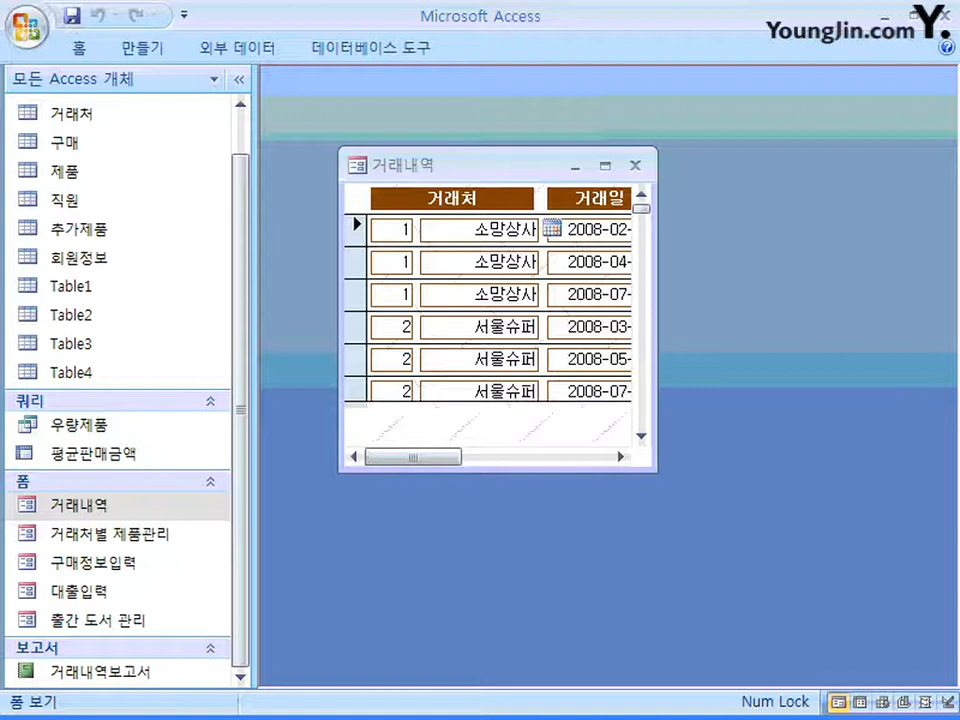 Microsoft Access
YoungJin.com Y.
홈 만들기 외부 데이터 데이터베이스 도구
모든 Access 개체
거래처
구매
제품
직원
추가제품
회원정보
Table1
Table2
Table3
Table4
쿼리
우량제품
평균판매금액
폼
거래내역
거래처별 제품관리
구매정보입력
대출입력
출간 도서 관리
보고서
거래내역보고서
거래내역
거래처 거래일
1 소망상사 2008-02-
1 소망상사 2008-04-
1 소망상사 2008-07-
2 서울슈퍼 2008-03-
2 서울슈퍼 2008-05-
2 서울슈퍼 2008-07-
폼 보기 Num Lock